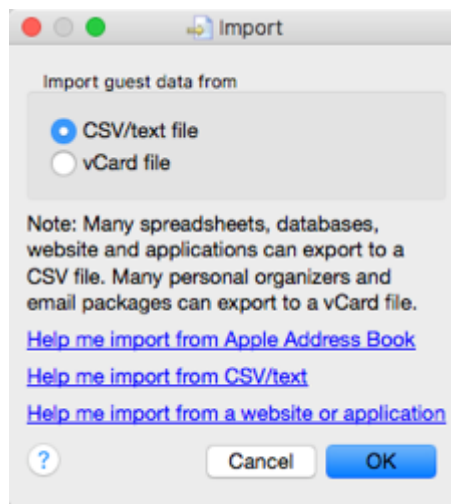 Import
Import guest data from
CSV/text file
vCard file
Note: Many spreadsheets, databases,
website and applications can export to a
CSV file. Many personal organizers and
email packages can export to a vCard file.
Help me import from Apple Address Book
Help me import from CSV/text
Help me import from a website or application
? Cancel OK